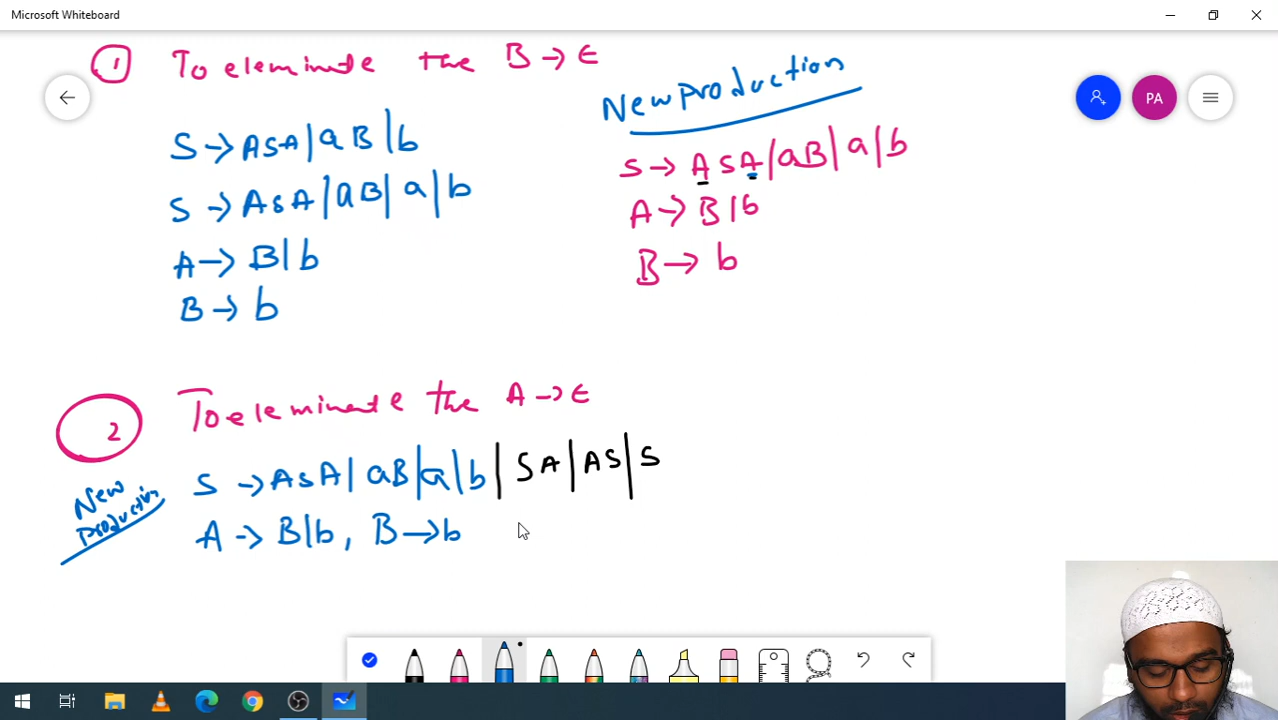 Microsoft Whiteboard
1 To eleminate the B → ∈
S → ASA | aB | b
S → ASA | aB | a | b
A → B | b
B → b
New Production
S → ASA | aB | a | b
A → B | b
B → b
PA
2 To eleminate the A → ∈
S → ASA | aB | a | b | SA | AS | S
New Production
A → B | b , B → b